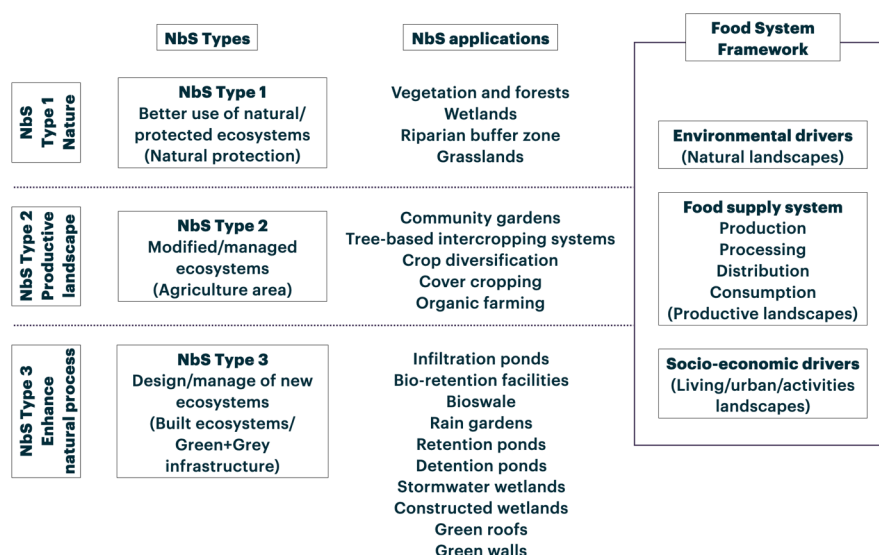 NbS Types
NbS applications
Food System
Framework
NbS
Type 1
Nature
NbS Type 1
Better use of natural/
protected ecosystems
(Natural protection)
Vegetation and forests
Wetlands
Riparian buffer zone
Grasslands
Environmental drivers
(Natural landscapes)
NbS Type 2
Productive
landscape
NbS Type 2
Modified/managed
ecosystems
(Agriculture area)
Community gardens
Tree-based intercropping systems
Crop diversification
Cover cropping
Organic farming
Food supply system
Production
Processing
Distribution
Consumption
(Productive landscapes)
NbS Type 3
Enhance
natural process
NbS Type 3
Design/manage of new
ecosystems
(Built ecosystems/
Green+Grey
infrastructure)
Infiltration ponds
Bio-retention facilities
Bioswale
Rain gardens
Retention ponds
Detention ponds
Stormwater wetlands
Constructed wetlands
Green roofs
Green walls
Socio-economic drivers
(Living/urban/activities
landscapes)